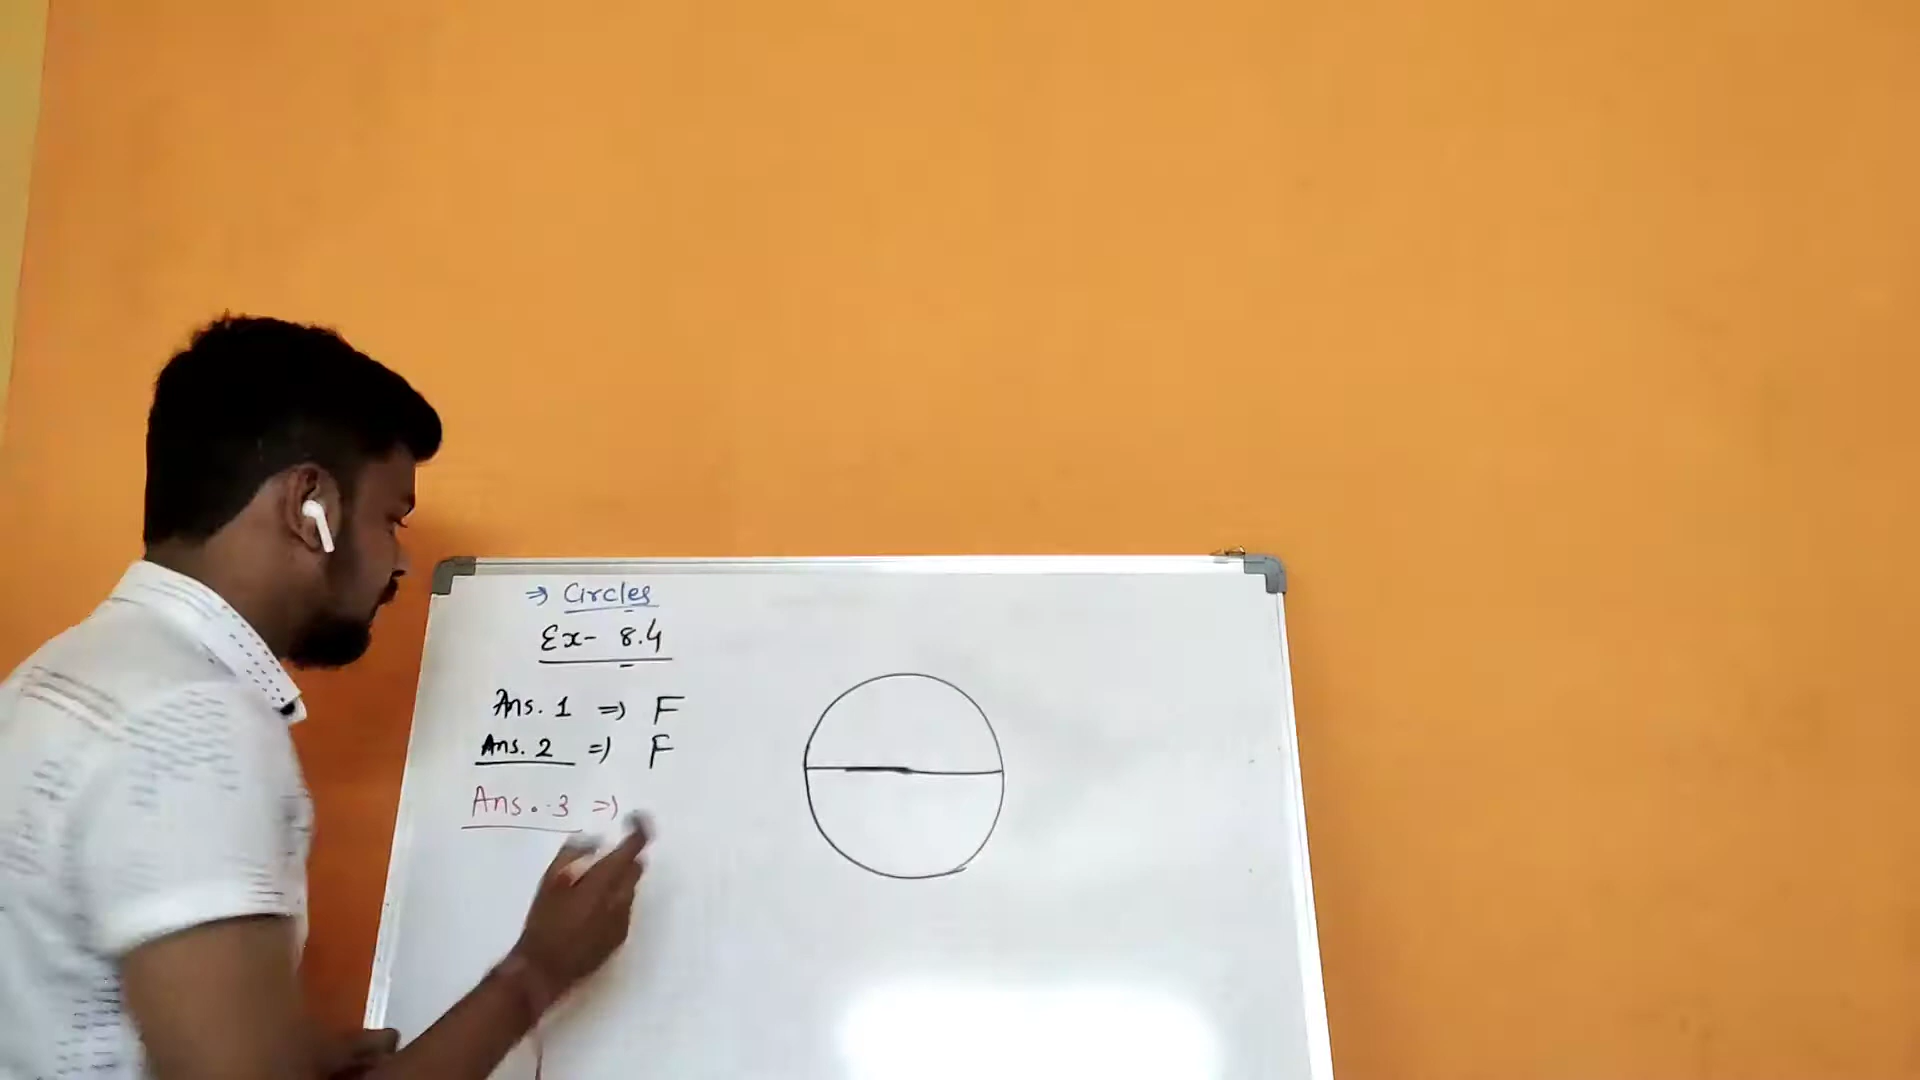 ⇒ Circles
Ex- 8.4
Ans. 1 ⇒ F
Ans. 2 ⇒ F
Ans. 3 ⇒